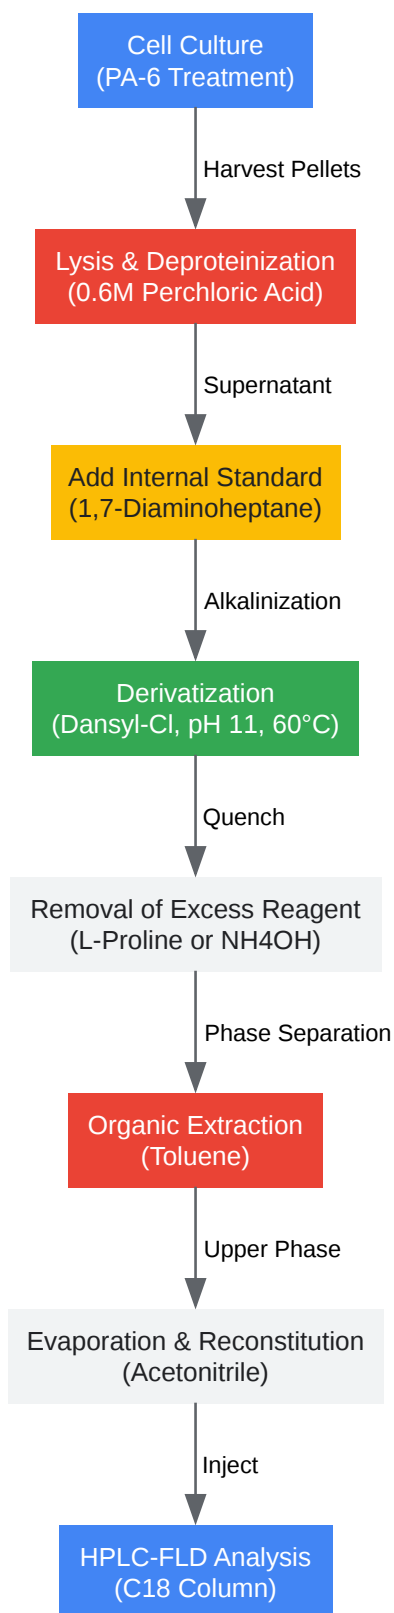 Cell Culture
(PA-6 Treatment)
Harvest Pellets
Lysis & Deproteinization
(0.6M Perchloric Acid)
Supernatant
Add Internal Standard
(1,7-Diaminoheptane)
Alkalinization
Derivatization
(Dansyl-Cl, pH 11, 60°C)
Quench
Removal of Excess Reagent
(L-Proline or NH4OH)
Phase Separation
Organic Extraction
(Toluene)
Upper Phase
Evaporation & Reconstitution
(Acetonitrile)
Inject
HPLC-FLD Analysis
(C18 Column)